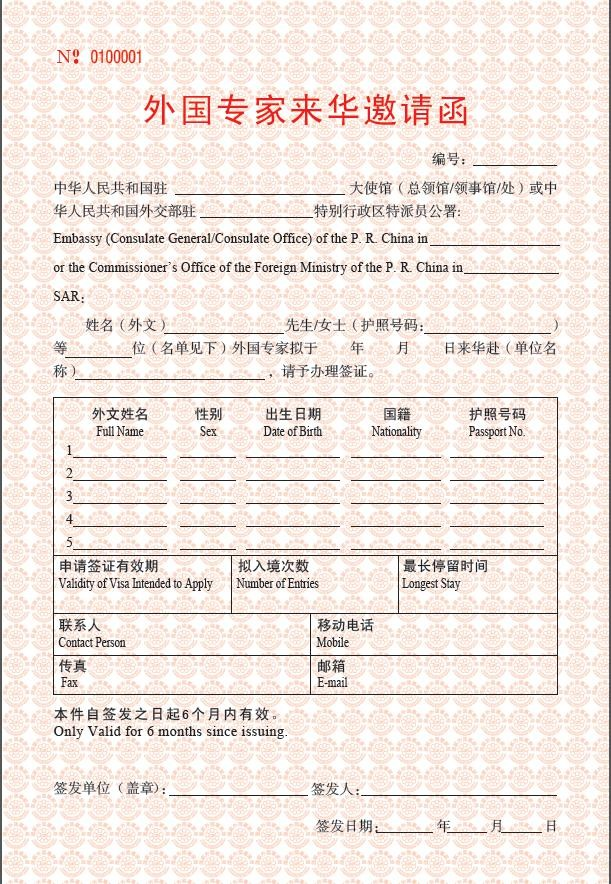 № 0100001
外国专家来华邀请函
编号：
中华人民共和国驻 大使馆（总领馆/领事馆/处）或中
华人民共和国外交部驻 特别行政区特派员公署:
Embassy (Consulate General/Consulate Office) of the P. R. China in
or the Commissioner’s Office of the Foreign Ministry of the P. R. China in
SAR：
姓名（外文） 先生/女士（护照号码: ）
等 位（名单见下）外国专家拟于 年 月 日来华赴（单位名
称） ，请予办理签证。
外文姓名 性别 出生日期 国籍 护照号码
Full Name Sex Date of Birth Nationality Passport No.
1
2
3
4
5
申请签证有效期 拟入境次数 最长停留时间
Validity of Visa Intended to Apply Number of Entries Longest Stay
联系人 移动电话
Contact Person Mobile
传真 邮箱
Fax E-mail
本件自签发之日起6个月内有效。
Only Valid for 6 months since issuing.
签发单位（盖章）: 签发人:
签发日期: 年 月 日